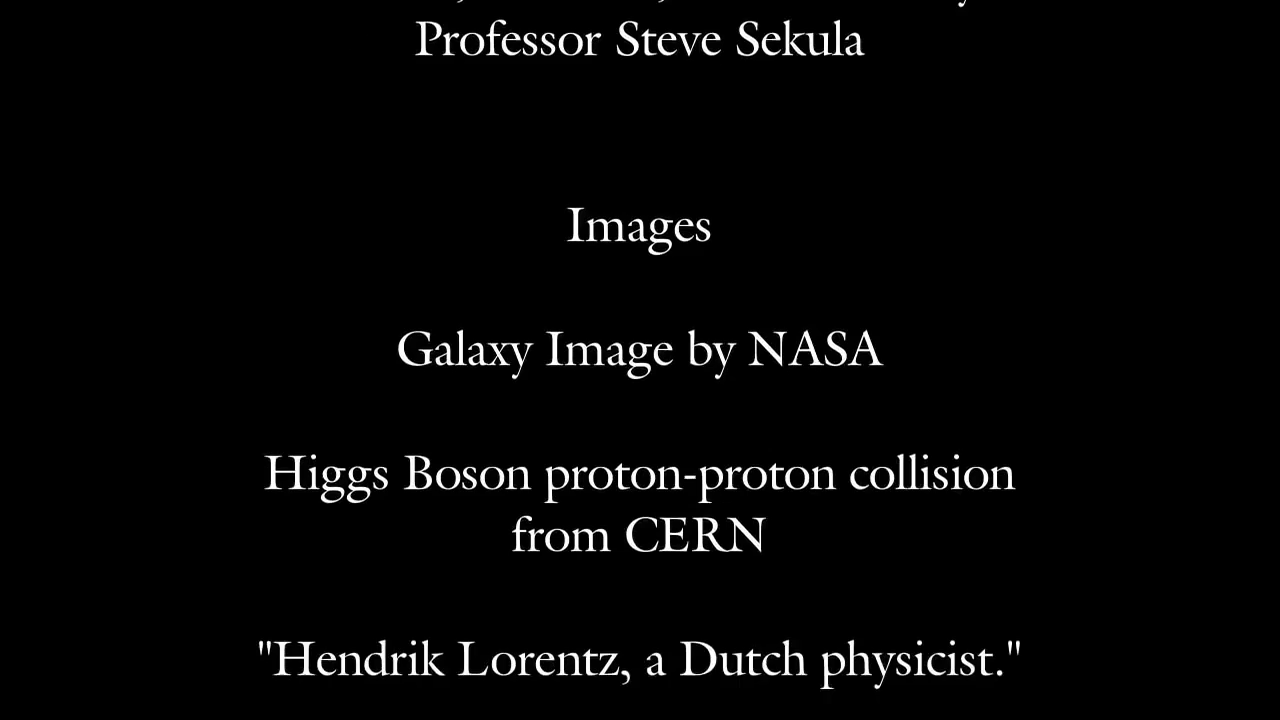 Professor Steve Sekula
Images
Galaxy Image by NASA
Higgs Boson proton-proton collision
from CERN
"Hendrik Lorentz, a Dutch physicist."